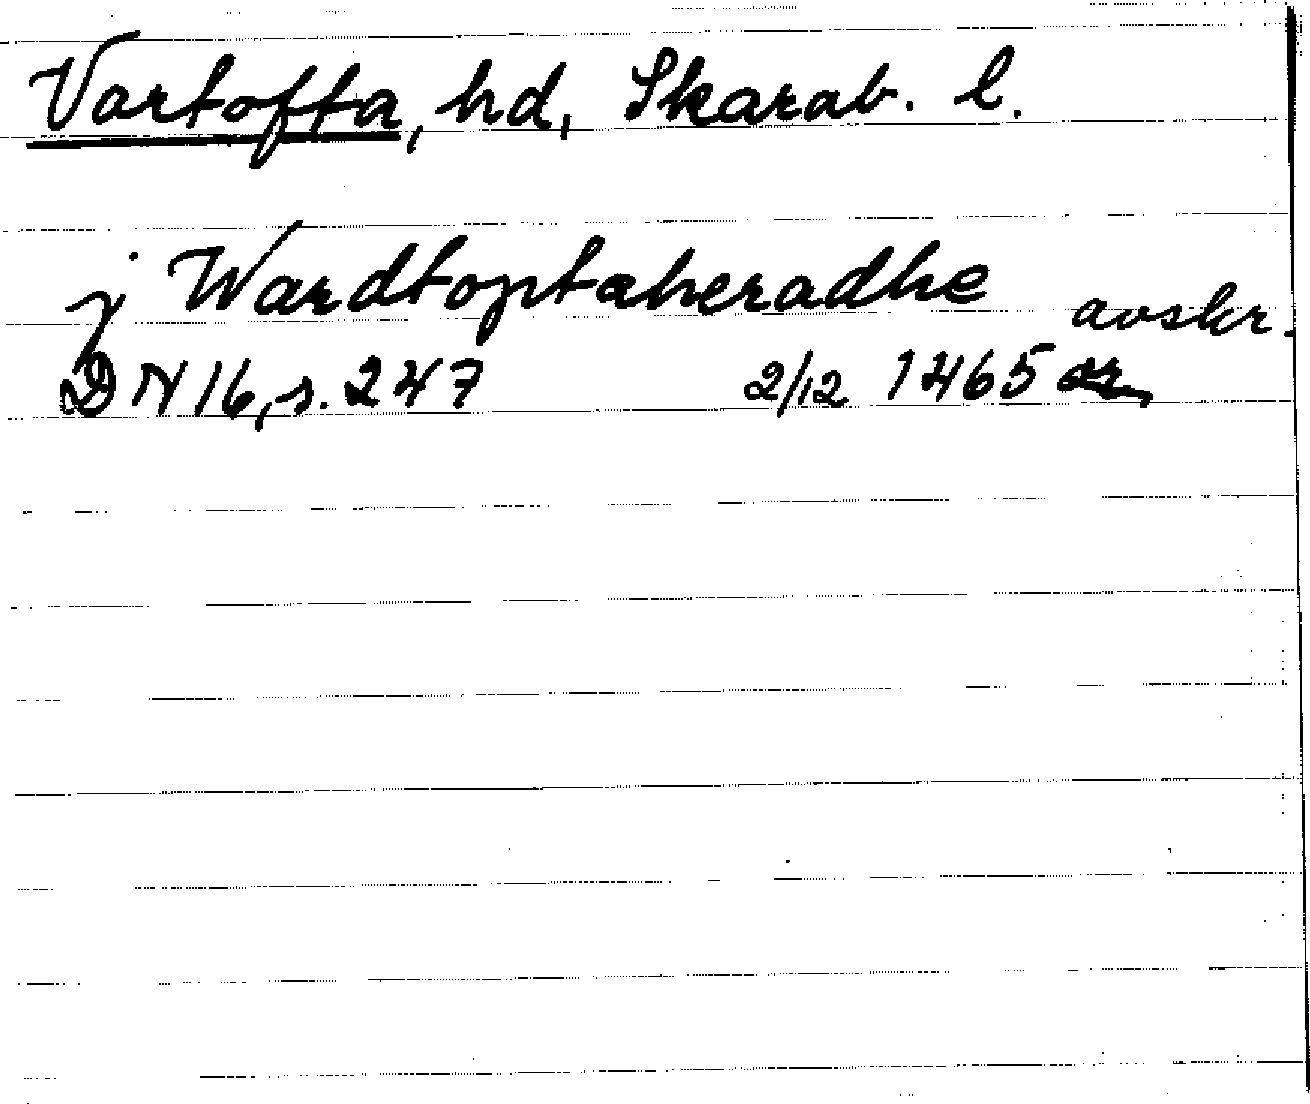 Vartofta, hd, Skarab. l.
j Wardtoptaheradhe avskr.
DN 16, s. 247 2/12 1465